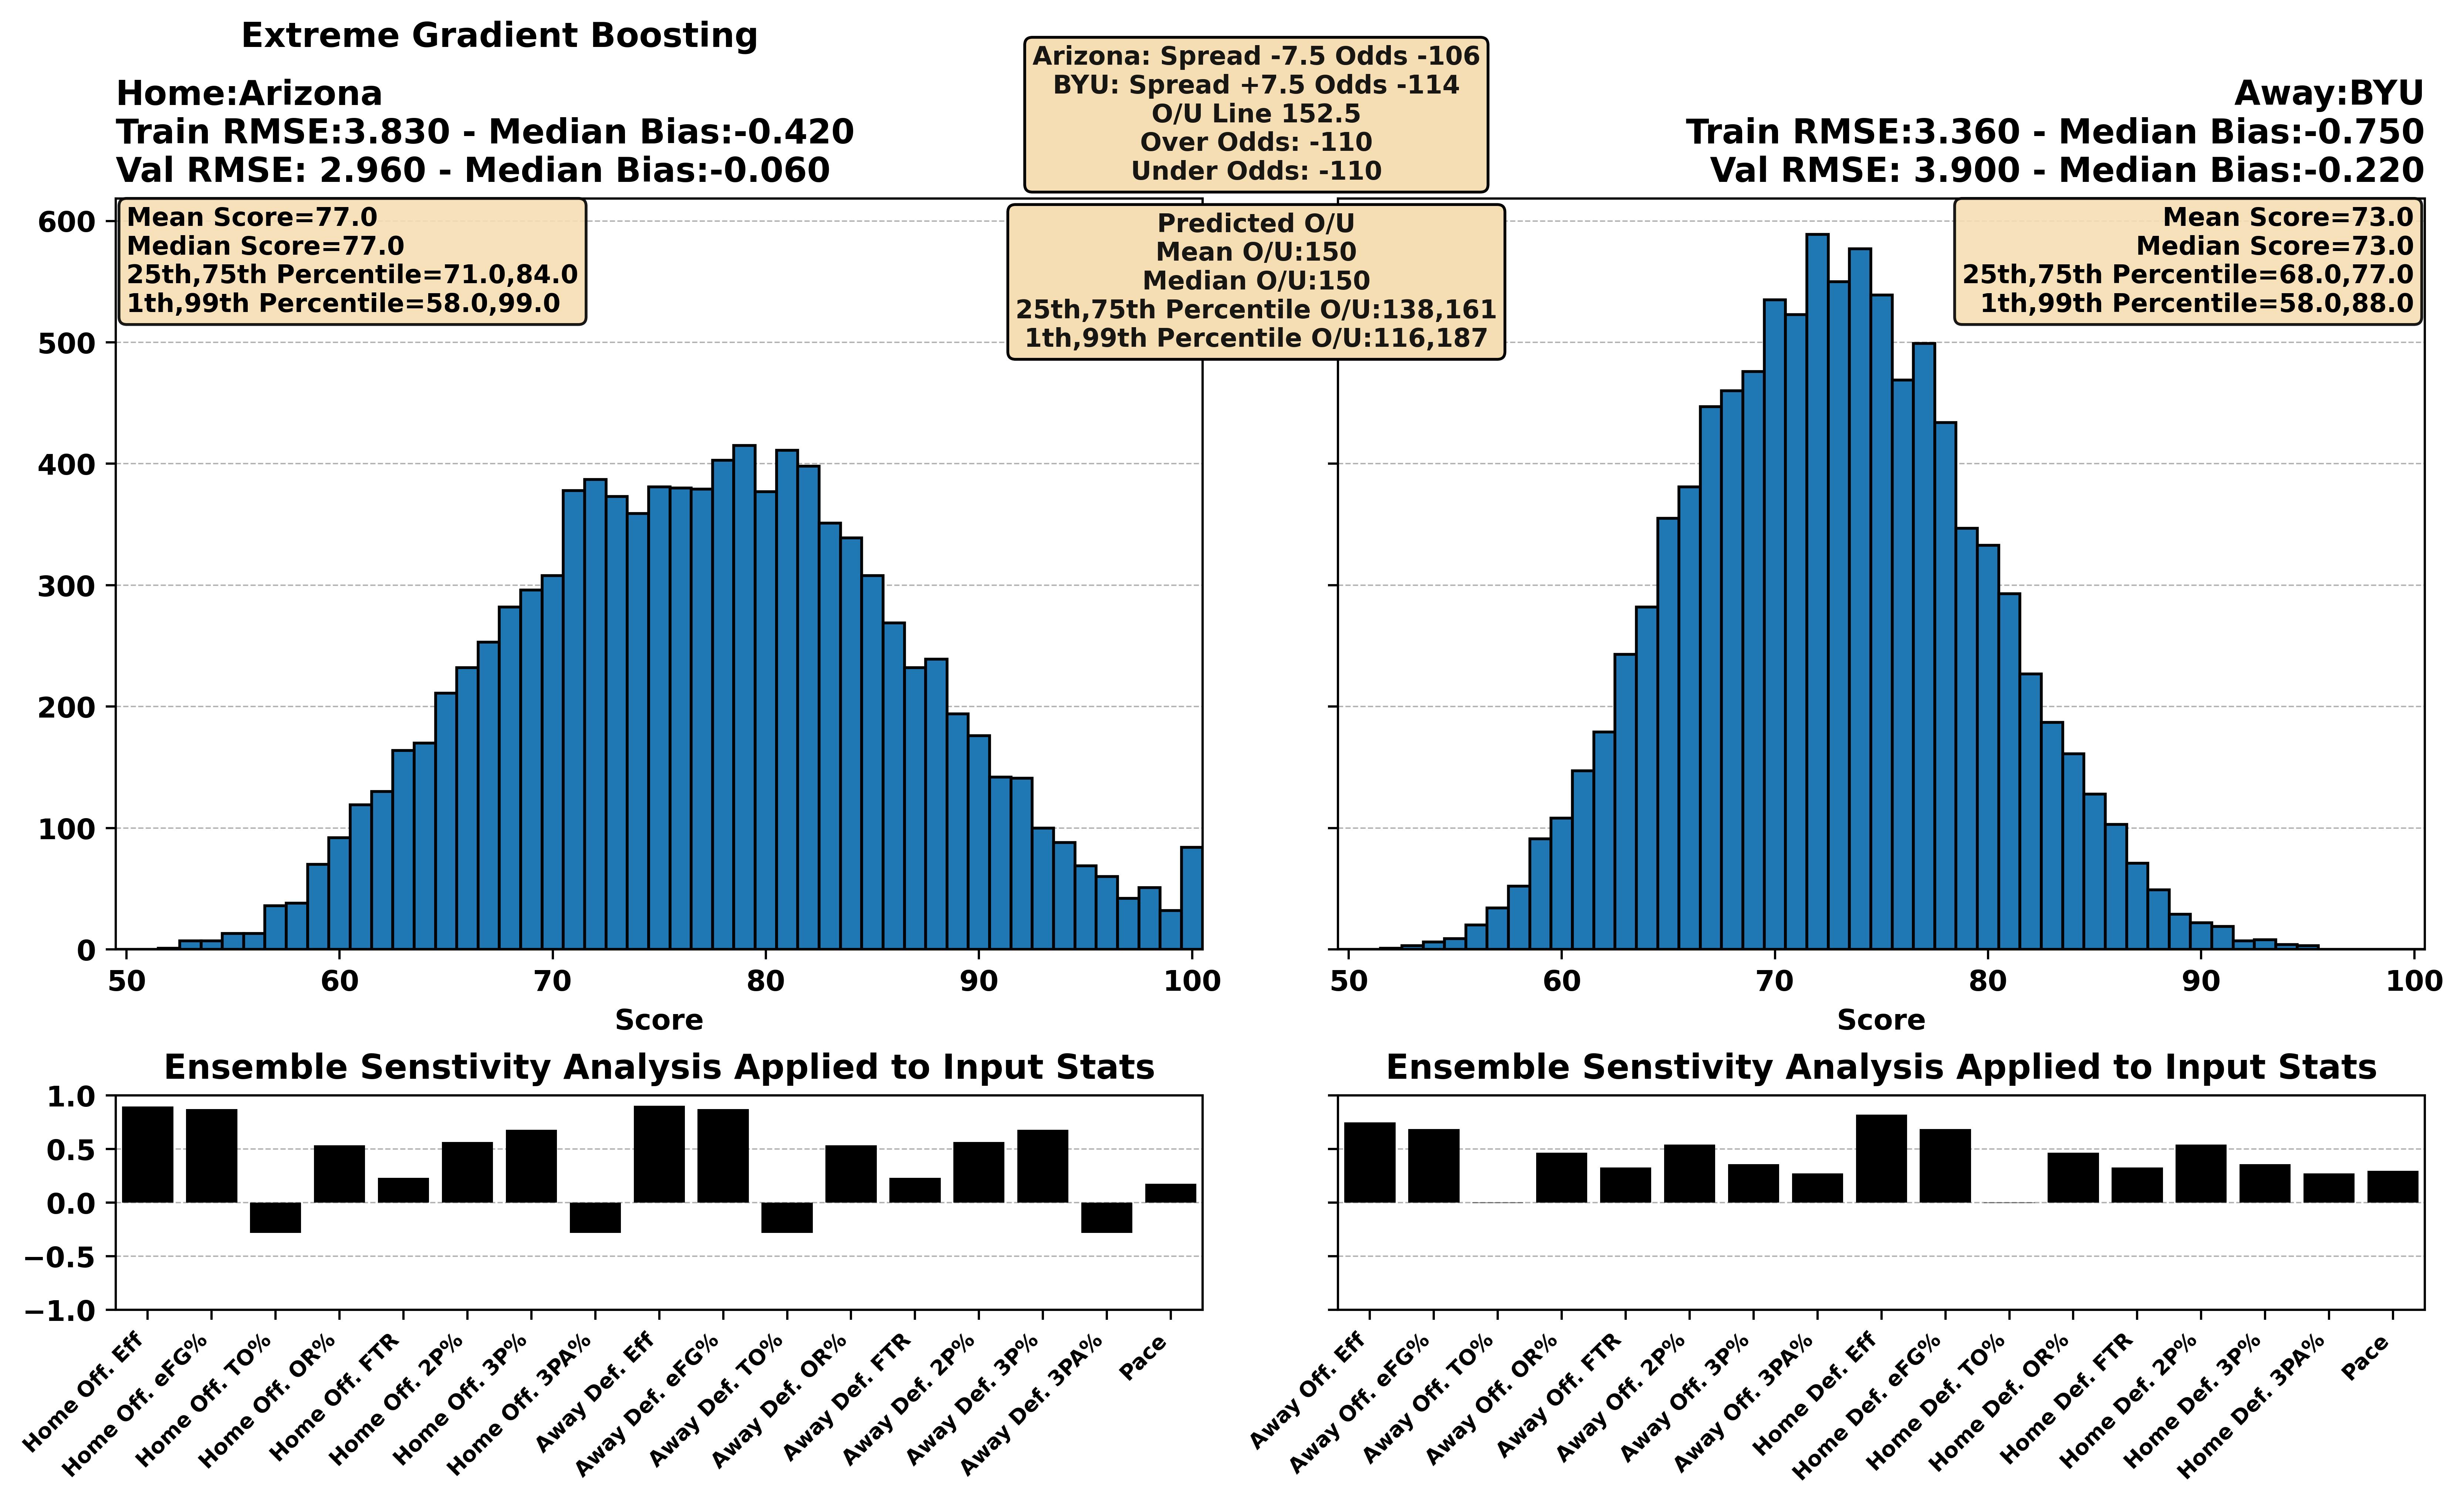 Extreme Gradient Boosting
Home:Arizona
Train RMSE:3.830 - Median Bias:-0.420
Val RMSE: 2.960 - Median Bias:-0.060
Arizona: Spread -7.5 Odds -106
BYU: Spread +7.5 Odds -114
O/U Line 152.5
Over Odds: -110
Under Odds: -110
Away:BYU
Train RMSE:3.360 - Median Bias:-0.750
Val RMSE: 3.900 - Median Bias:-0.220
Mean Score=77.0
Median Score=77.0
25th,75th Percentile=71.0,84.0
1th,99th Percentile=58.0,99.0
Predicted O/U
Mean O/U:150
Median O/U:150
25th,75th Percentile O/U:138,161
1th,99th Percentile O/U:116,187
Mean Score=73.0
Median Score=73.0
25th,75th Percentile=68.0,77.0
1th,99th Percentile=58.0,88.0
600
500
400
300
200
100
0
50 60 70 80 90 100
Score
50 60 70 80 90 100
Score
Ensemble Senstivity Analysis Applied to Input Stats
1.0
0.5
0.0
−0.5
−1.0
Home Off. Eff
Home Off. eFG%
Home Off. TO%
Home Off. OR%
Home Off. FTR
Home Off. 2P%
Home Off. 3P%
Home Off. 3PA%
Away Def. Eff
Away Def. eFG%
Away Def. TO%
Away Def. OR%
Away Def. FTR
Away Def. 2P%
Away Def. 3P%
Away Def. 3PA%
Pace
Ensemble Senstivity Analysis Applied to Input Stats
Away Off. Eff
Away Off. eFG%
Away Off. TO%
Away Off. OR%
Away Off. FTR
Away Off. 2P%
Away Off. 3P%
Away Off. 3PA%
Home Def. Eff
Home Def. eFG%
Home Def. TO%
Home Def. OR%
Home Def. FTR
Home Def. 2P%
Home Def. 3P%
Home Def. 3PA%
Pace